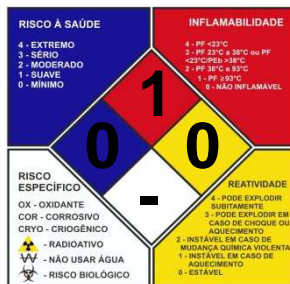 RISCO À SAÚDE
4 - EXTREMO
3 - SÉRIO
2 - MODERADO
1 - SUAVE
0 - MÍNIMO
INFLAMABILIDADE
4 - PF <23°C
3 - PF 23°C a 38°C ou PF
<23°C/PEb >38°C
2 - PF 38°C e 93°C
1 - PF ≥93°C
0 - NÃO INFLAMÁVEL
1
0
0
-
RISCO
ESPECÍFICO
OX - OXIDANTE
COR - CORROSIVO
CRYO - CRIOGÊNICO
- RADIOATIVO
W - NÃO USAR ÁGUA
- RISCO BIOLÓGICO
REATIVIDADE
4 - PODE EXPLODIR
SUBITAMENTE
3 - PODE EXPLODIR EM
CASO DE CHOQUE OU
AQUECIMENTO
2 - INSTÁVEL EM CASO DE
MUDANÇA QUÍMICA VIOLENTA
1 - INSTÁVEL EM CASO DE
AQUECIMENTO
0 - ESTÁVEL